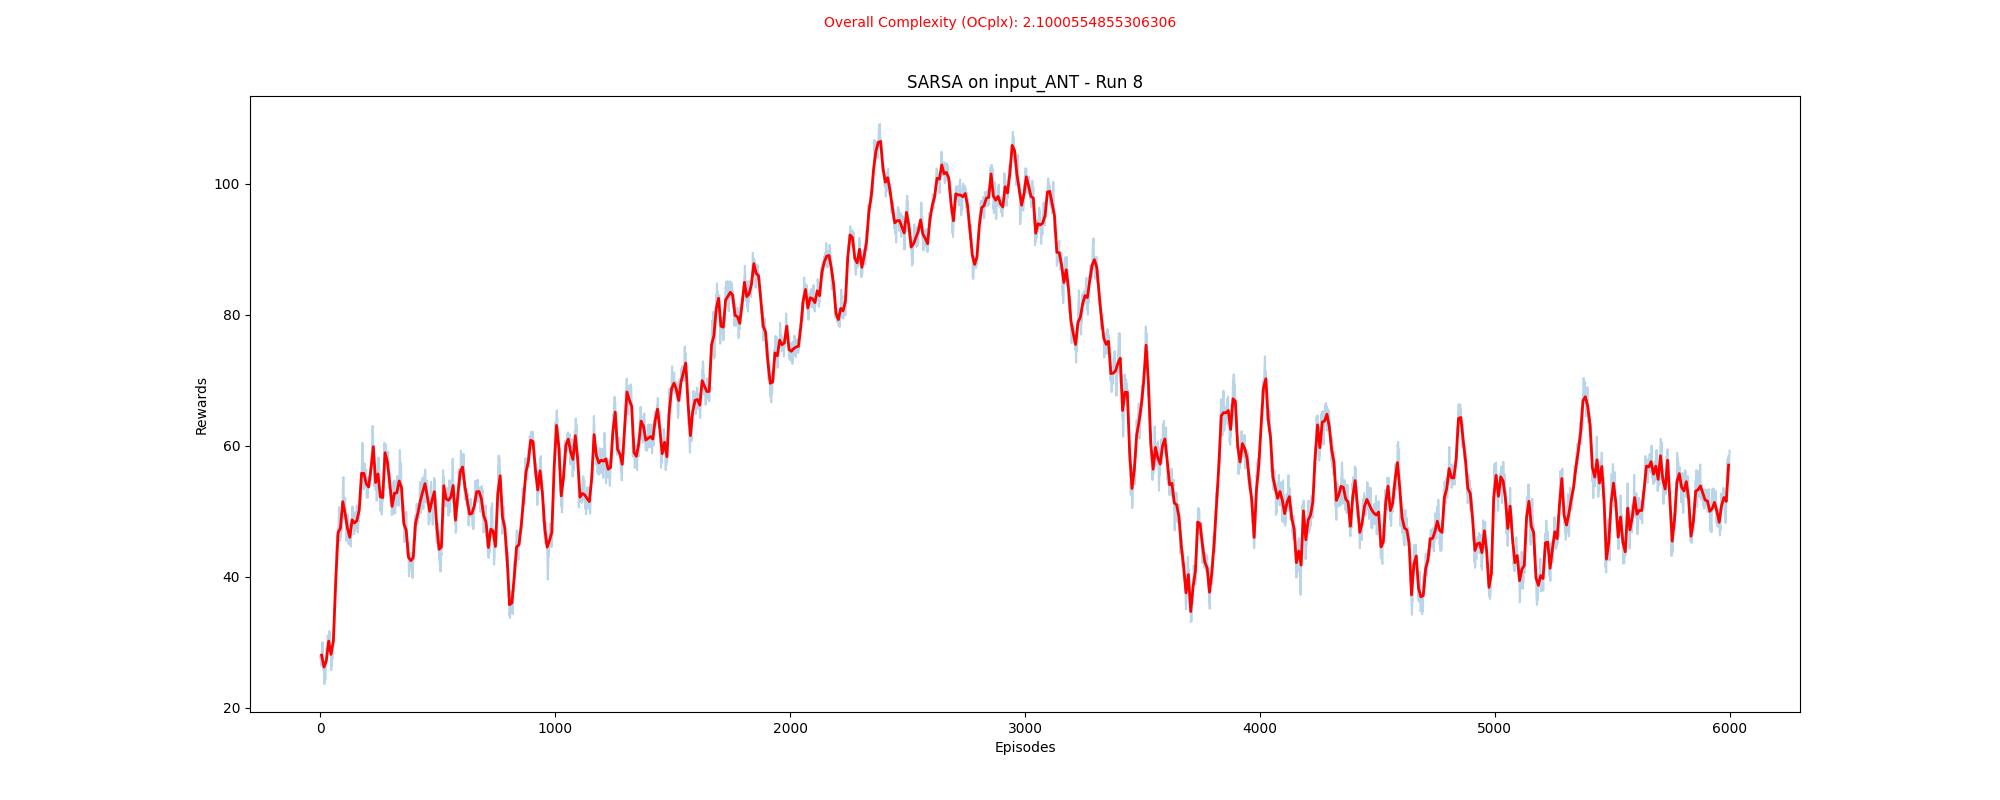 Overall Complexity (OCplx): 2.1000554855306306
SARSA on input_ANT - Run 8
Rewards
100
80
60
40
20
0 1000 2000 3000 4000 5000 6000
Episodes